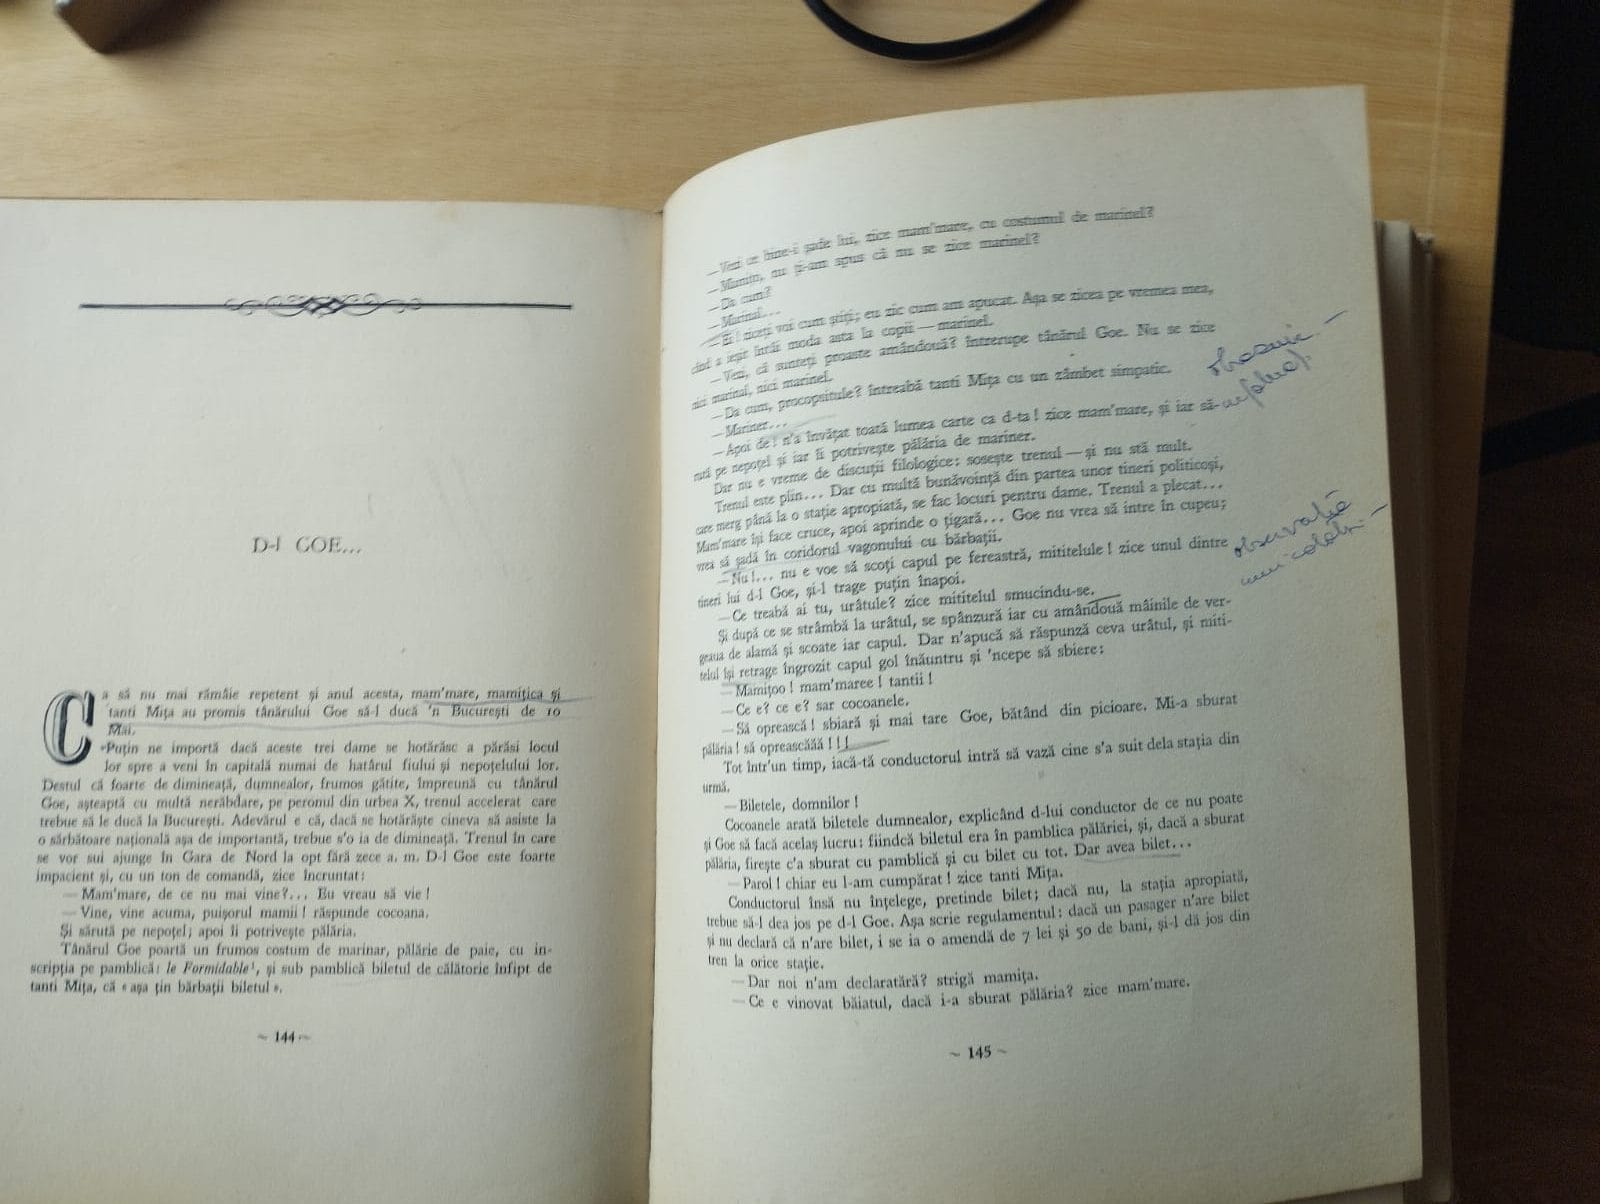 D-l GOE...
Ca să nu mai rămâie repetent și anul acesta, mam'mare, mamițica și
tanti Mița au promis tânărului Goe să-l ducă 'n București de 10
Mai.
Puțin ne importă dacă aceste trei dame se hotărăsc a părăsi locul
lor spre a veni în capitală numai de hatârul fiului și nepoțelului lor.
Destul că foarte de dimineață, dumnealor, frumos gătite, împreună cu tânărul
Goe, așteaptă cu multă nerăbdare, pe peronul din urbea X, trenul accelerat care
trebue să le ducă la București. Adevărul e că, dacă se hotărăște cineva să asiste la
o sărbătoare națională așa de importantă, trebue s'o ia de dimineață. Trenul în care
se vor sui ajunge în Gara de Nord la opt fără zece a. m. D-l Goe este foarte
impacient și, cu un ton de comandă, zice încruntat:
— Mam'mare, de ce nu mai vine?... Eu vreau să vie!
— Vine, vine acuma, puișorul mamii! răspunde cocoana.
Și sărută pe nepoțel; apoi îi potrivește pălăria.
Tânărul Goe poartă un frumos costum de marinar, pălărie de paie, cu in-
scripția pe pamblică: le Formidable¹, și sub pamblică biletul de călătorie înfipt de
tanti Mița, că « așa țin bărbații biletul ».
~ 144 ~
— Vezi ce bine-i șade lui, zice mam'mare, cu costumul de marinel?
— Mamițo, nu ți-am spus că nu se zice marinel?
— Da cum?
— Marinal...
— Ei! ziceți voi cum știți; eu zic cum am apucat. Așa se zicea pe vremea mea,
când a ieșit întâi moda asta la copii — marinel.
— Vezi, că sunteți proaste amândouă? întrerupe tânărul Goe. Nu se zice
nici marinal, nici marinel.
— Da cum, procopsitule? întreabă tanti Mița cu un zâmbet simpatic.
— Mariner...
— Apoi de! n'a învățat toată lumea carte ca d-ta! zice mam'mare, și iar să-
rută pe nepoțel și iar îi potrivește pălăria de mariner.
Dar nu e vreme de discuții filologice: sosește trenul — și nu stă mult.
Trenul este plin... Dar cu multă bunăvoință din partea unor tineri politicoși,
care merg până la o stație apropiată, se fac locuri pentru dame. Trenul a plecat...
Mam'mare își face cruce, apoi aprinde o țigară... Goe nu vrea să intre în cupeu;
vrea să șadă în coridorul vagonului cu bărbații.
— Nu!... nu e voe să scoți capul pe fereastră, mititelule! zice unul dintre
tineri lui d-l Goe, și-l trage puțin înapoi.
— Ce treabă ai tu, urâtule? zice mititelul smucindu-se.
Și după ce se strâmbă la urâtul, se spânzură iar cu amândouă mâinile de ver-
geaua de alamă și scoate iar capul. Dar n'apucă să răspunză ceva urâtul, și miti-
telul își retrage îngrozit capul gol înăuntru și 'ncepe să sbiere:
— Mamițoo! mam'maree! tantii!
— Ce e? ce e? sar cocoanele.
— Să oprească! sbiară și mai tare Goe, bătând din picioare. Mi-a sburat
pălăria! să opreascăăă!!!
Tot într'un timp, iacă-tă conductorul intră să vază cine s'a suit dela stația din
urmă.
— Biletele, domnilor!
Cocoanele arată biletele dumnealor, explicând d-lui conductor de ce nu poate
și Goe să facă acelaș lucru: fiindcă biletul era în pamblica pălăriei, și, dacă a sburat
pălăria, firește c'a sburat cu pamblică și cu bilet cu tot. Dar avea bilet...
— Parol! chiar eu l-am cumpărat! zice tanti Mița.
Conductorul însă nu înțelege, pretinde bilet; dacă nu, la stația apropiată,
trebue să-l dea jos pe d-l Goe. Așa scrie regulamentul: dacă un pasager n'are bilet
și nu declară că n'are bilet, i se ia o amendă de 7 lei și 50 de bani, și-l dă jos din
tren la orice stație.
— Dar noi n'am declaratără? strigă mamița.
— Ce e vinovat băiatul, dacă i-a sburat pălăria? zice mam'mare.
~ 145 ~
observație